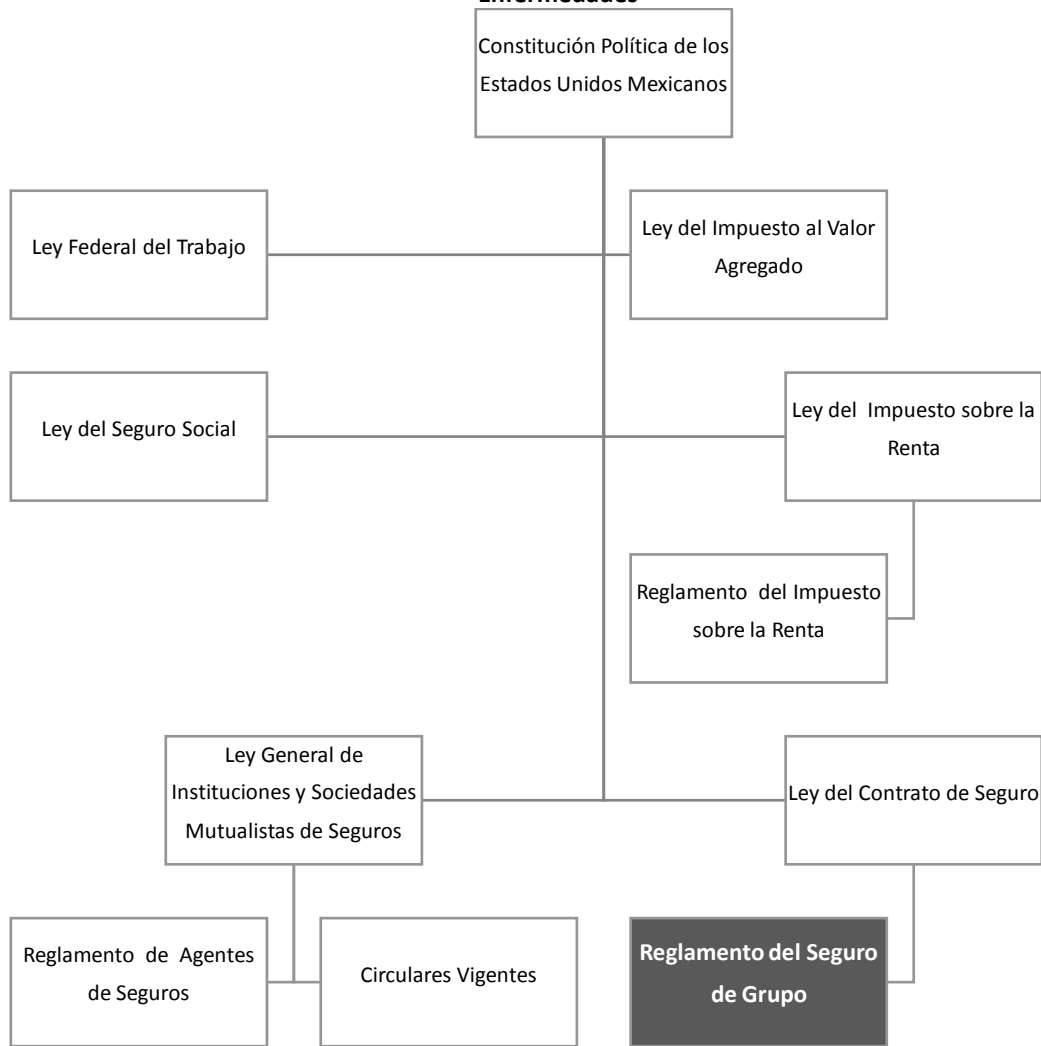 Enfermedades
Constitución Política de los
Estados Unidos Mexicanos
Ley Federal del Trabajo
Ley del Impuesto al Valor
Agregado
Ley del Seguro Social
Ley del Impuesto sobre la
Renta
Reglamento del Impuesto
sobre la Renta
Ley General de
Instituciones y Sociedades
Mutualistas de Seguros
Ley del Contrato de Seguro
Reglamento de Agentes
de Seguros
Circulares Vigentes
Reglamento del Seguro
de Grupo